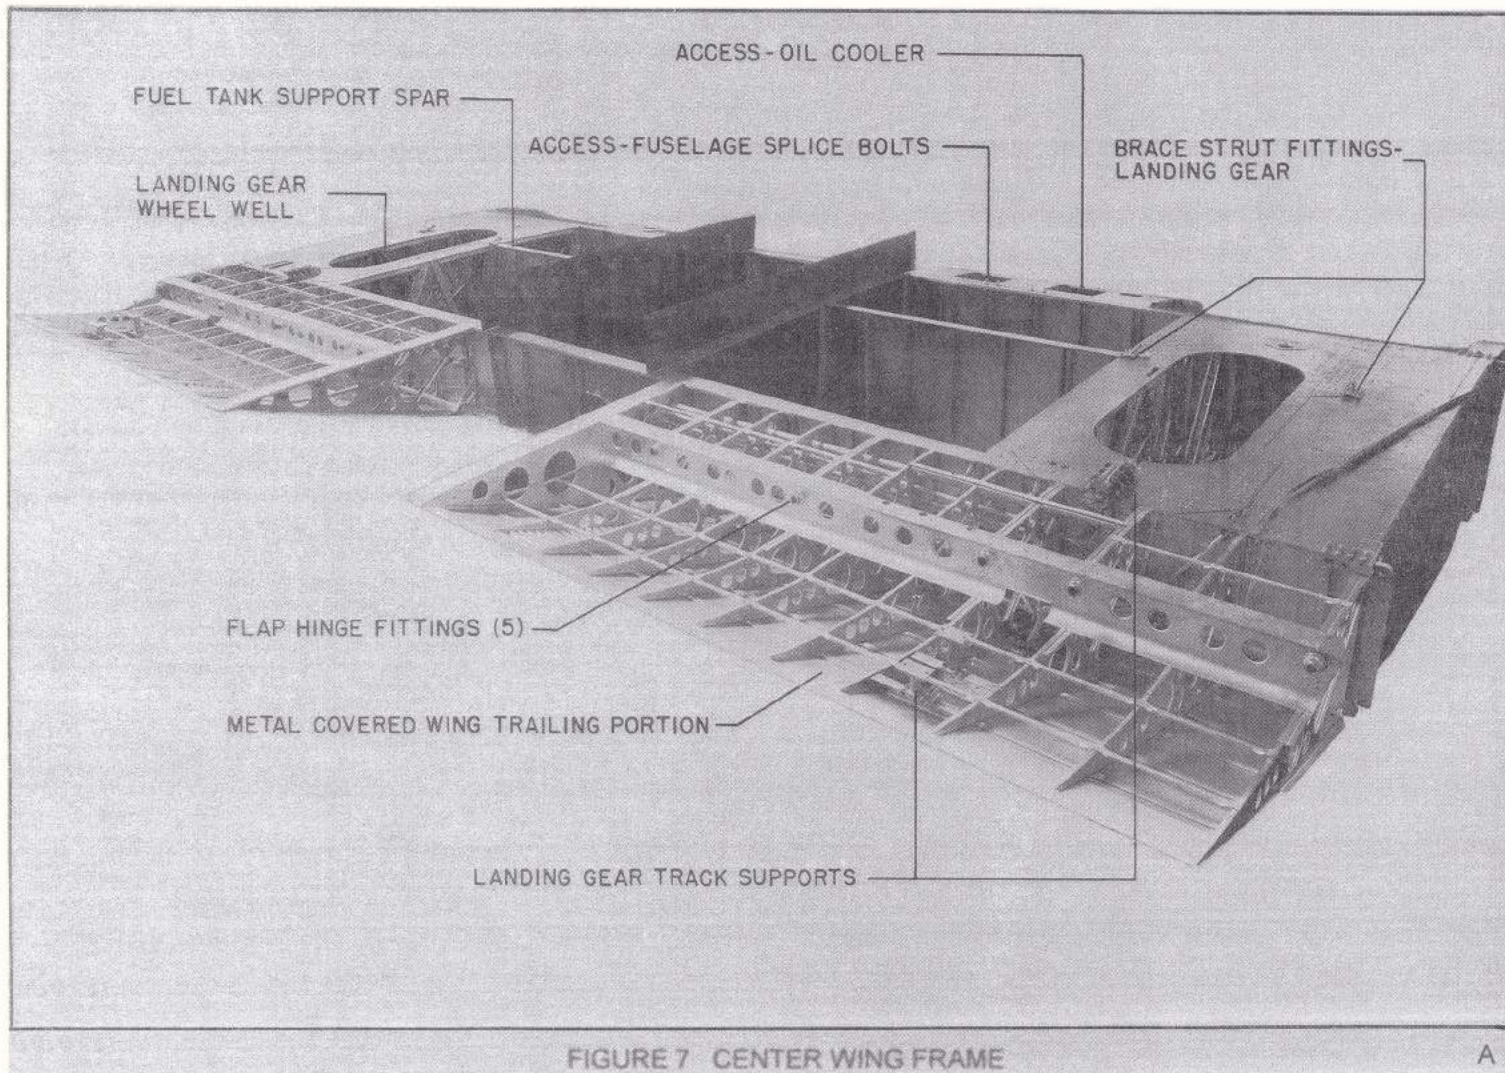 ACCESS-OIL COOLER
FUEL TANK SUPPORT SPAR
ACCESS-FUSELAGE SPLICE BOLTS
BRACE STRUT FITTINGS-
LANDING GEAR
LANDING GEAR
WHEEL WELL
FLAP HINGE FITTINGS (5)
METAL COVERED WING TRAILING PORTION
LANDING GEAR TRACK SUPPORTS
FIGURE 7 CENTER WING FRAME
A